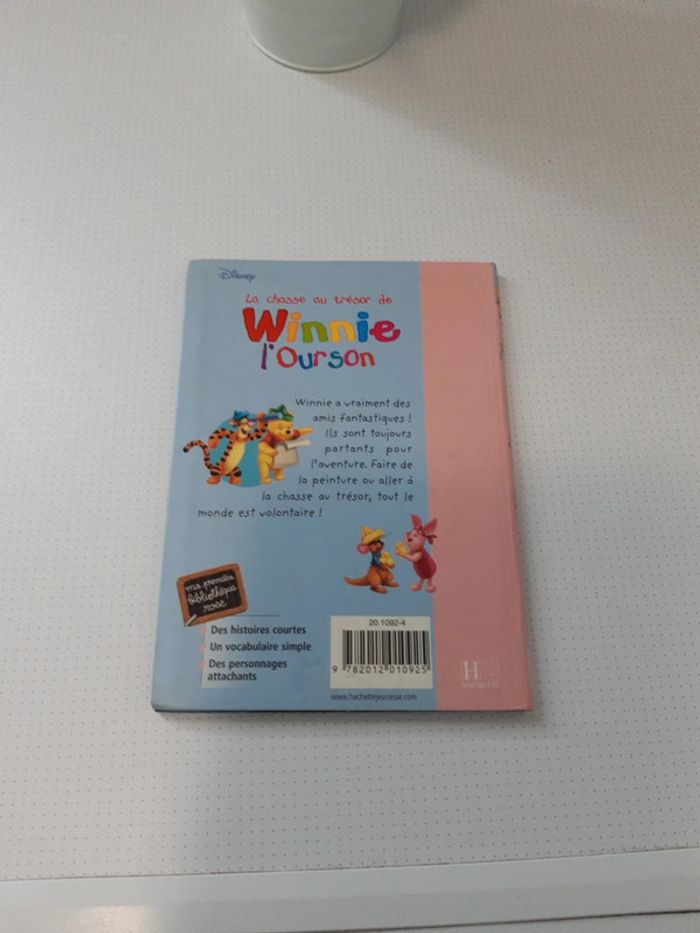 Disney
La chasse au trésor de
Winnie
l'Ourson
Winnie a vraiment des
amis fantastiques !
Ils sont toujours
partants pour
l'aventure. Faire de
la peinture ou aller à
la chasse au trésor, tout le
monde est volontaire !
ma première
bibliothèque
rose
Des histoires courtes
Un vocabulaire simple
Des personnages
attachants
20.1092-4
9 782012 010925
www.hachettejeunesse.com
H
HACHETTE